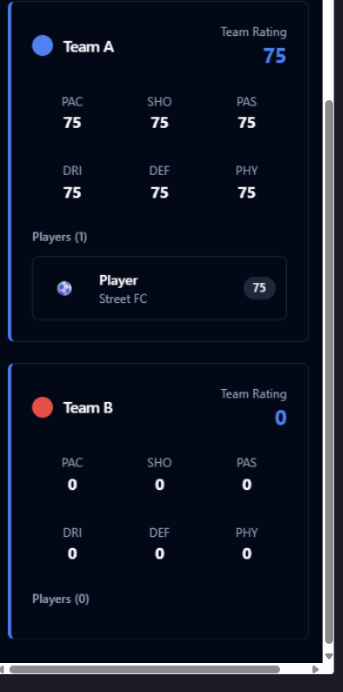 Team A
Team Rating
75
PAC SHO PAS
75 75 75
DRI DEF PHY
75 75 75
Players (1)
Player
Street FC
75
Team B
Team Rating
0
PAC SHO PAS
0 0 0
DRI DEF PHY
0 0 0
Players (0)